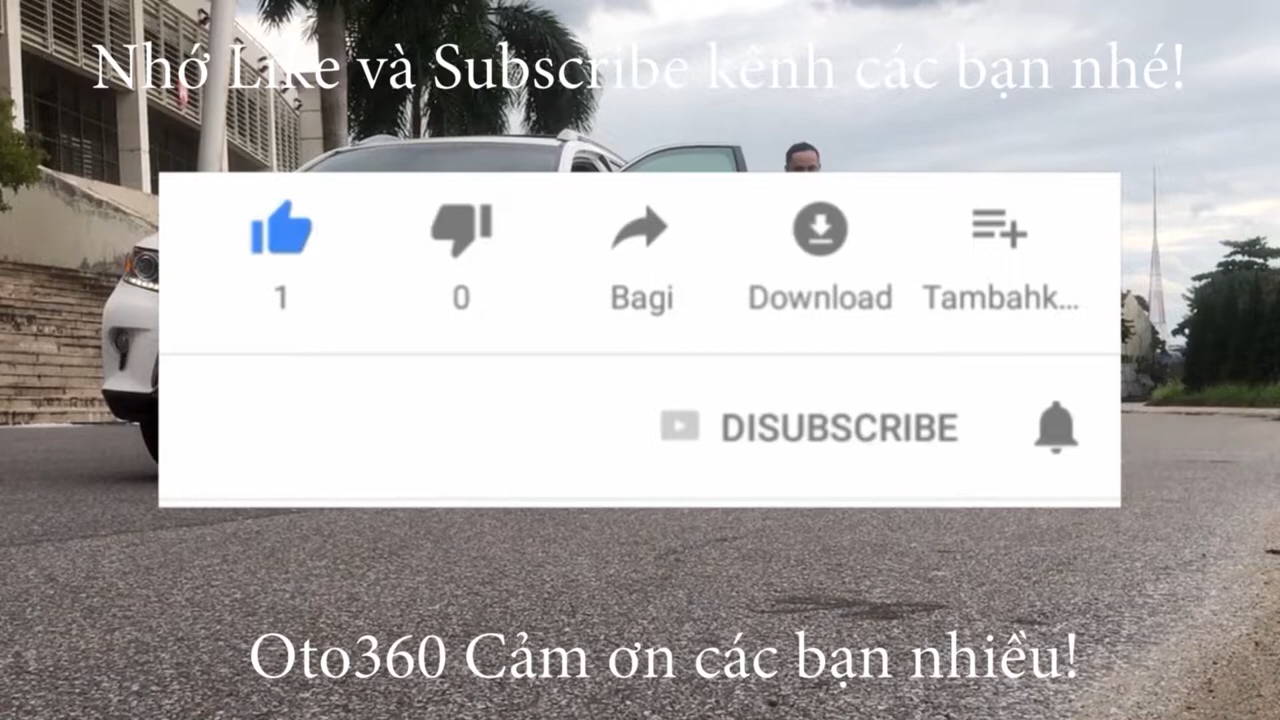 Nhớ Like và Subscribe kênh các bạn nhé!
1 0 Bagi Download Tambahk...
DISUBSCRIBE
Oto360 Cảm ơn các bạn nhiều!